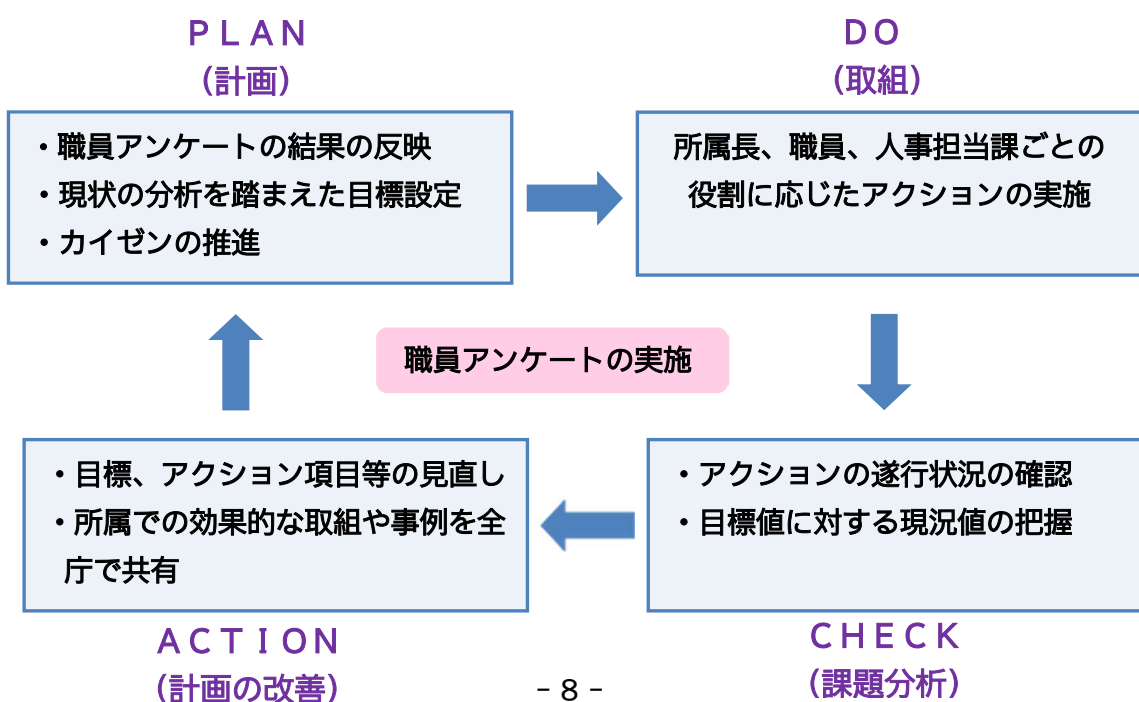 ＰＬＡＮ
（計画）
・職員アンケートの結果の反映
・現状の分析を踏まえた目標設定
・カイゼンの推進
ＤＯ
（取組）
所属長、職員、人事担当課ごとの
役割に応じたアクションの実施
職員アンケートの実施
・アクションの遂行状況の確認
・目標値に対する現況値の把握
ＣＨＥＣＫ
（課題分析）
・目標、アクション項目等の見直し
・所属での効果的な取組や事例を全
庁で共有
ＡＣＴＩＯＮ
（計画の改善）
- 8 -